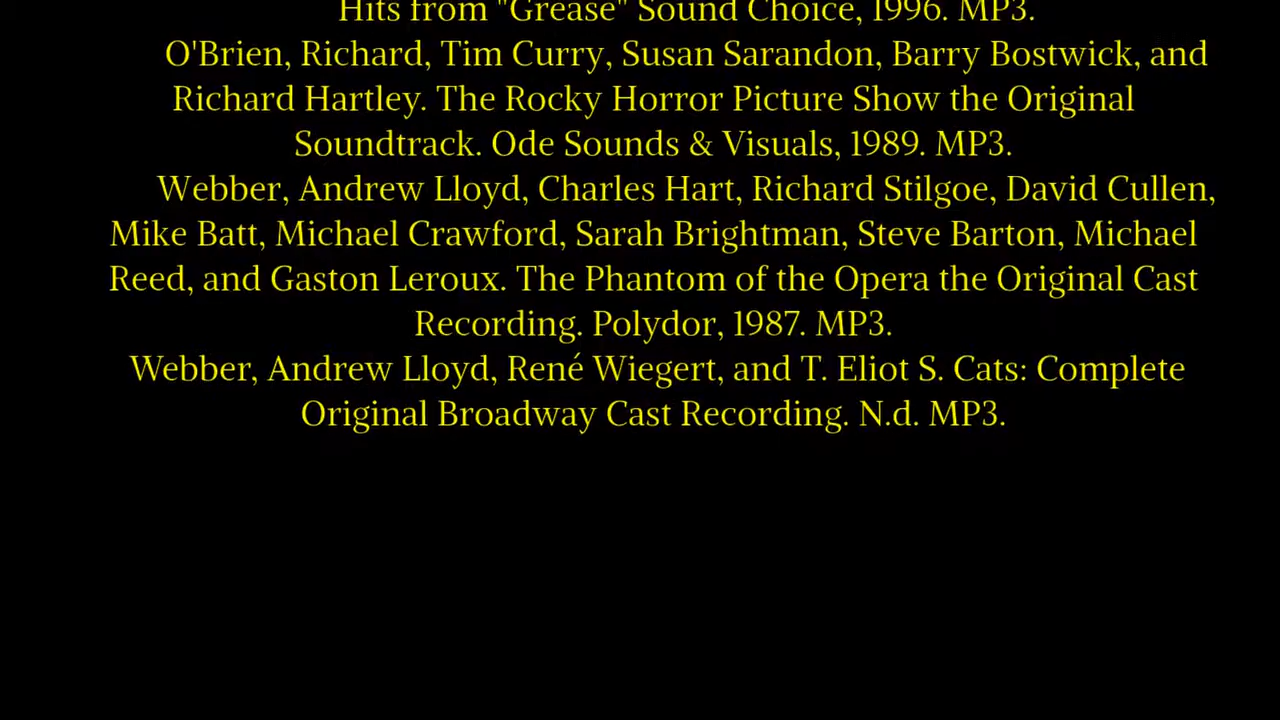 Hits from "Grease" Sound Choice, 1996. MP3.
O'Brien, Richard, Tim Curry, Susan Sarandon, Barry Bostwick, and
Richard Hartley. The Rocky Horror Picture Show the Original
Soundtrack. Ode Sounds & Visuals, 1989. MP3.
Webber, Andrew Lloyd, Charles Hart, Richard Stilgoe, David Cullen,
Mike Batt, Michael Crawford, Sarah Brightman, Steve Barton, Michael
Reed, and Gaston Leroux. The Phantom of the Opera the Original Cast
Recording. Polydor, 1987. MP3.
Webber, Andrew Lloyd, René Wiegert, and T. Eliot S. Cats: Complete
Original Broadway Cast Recording. N.d. MP3.